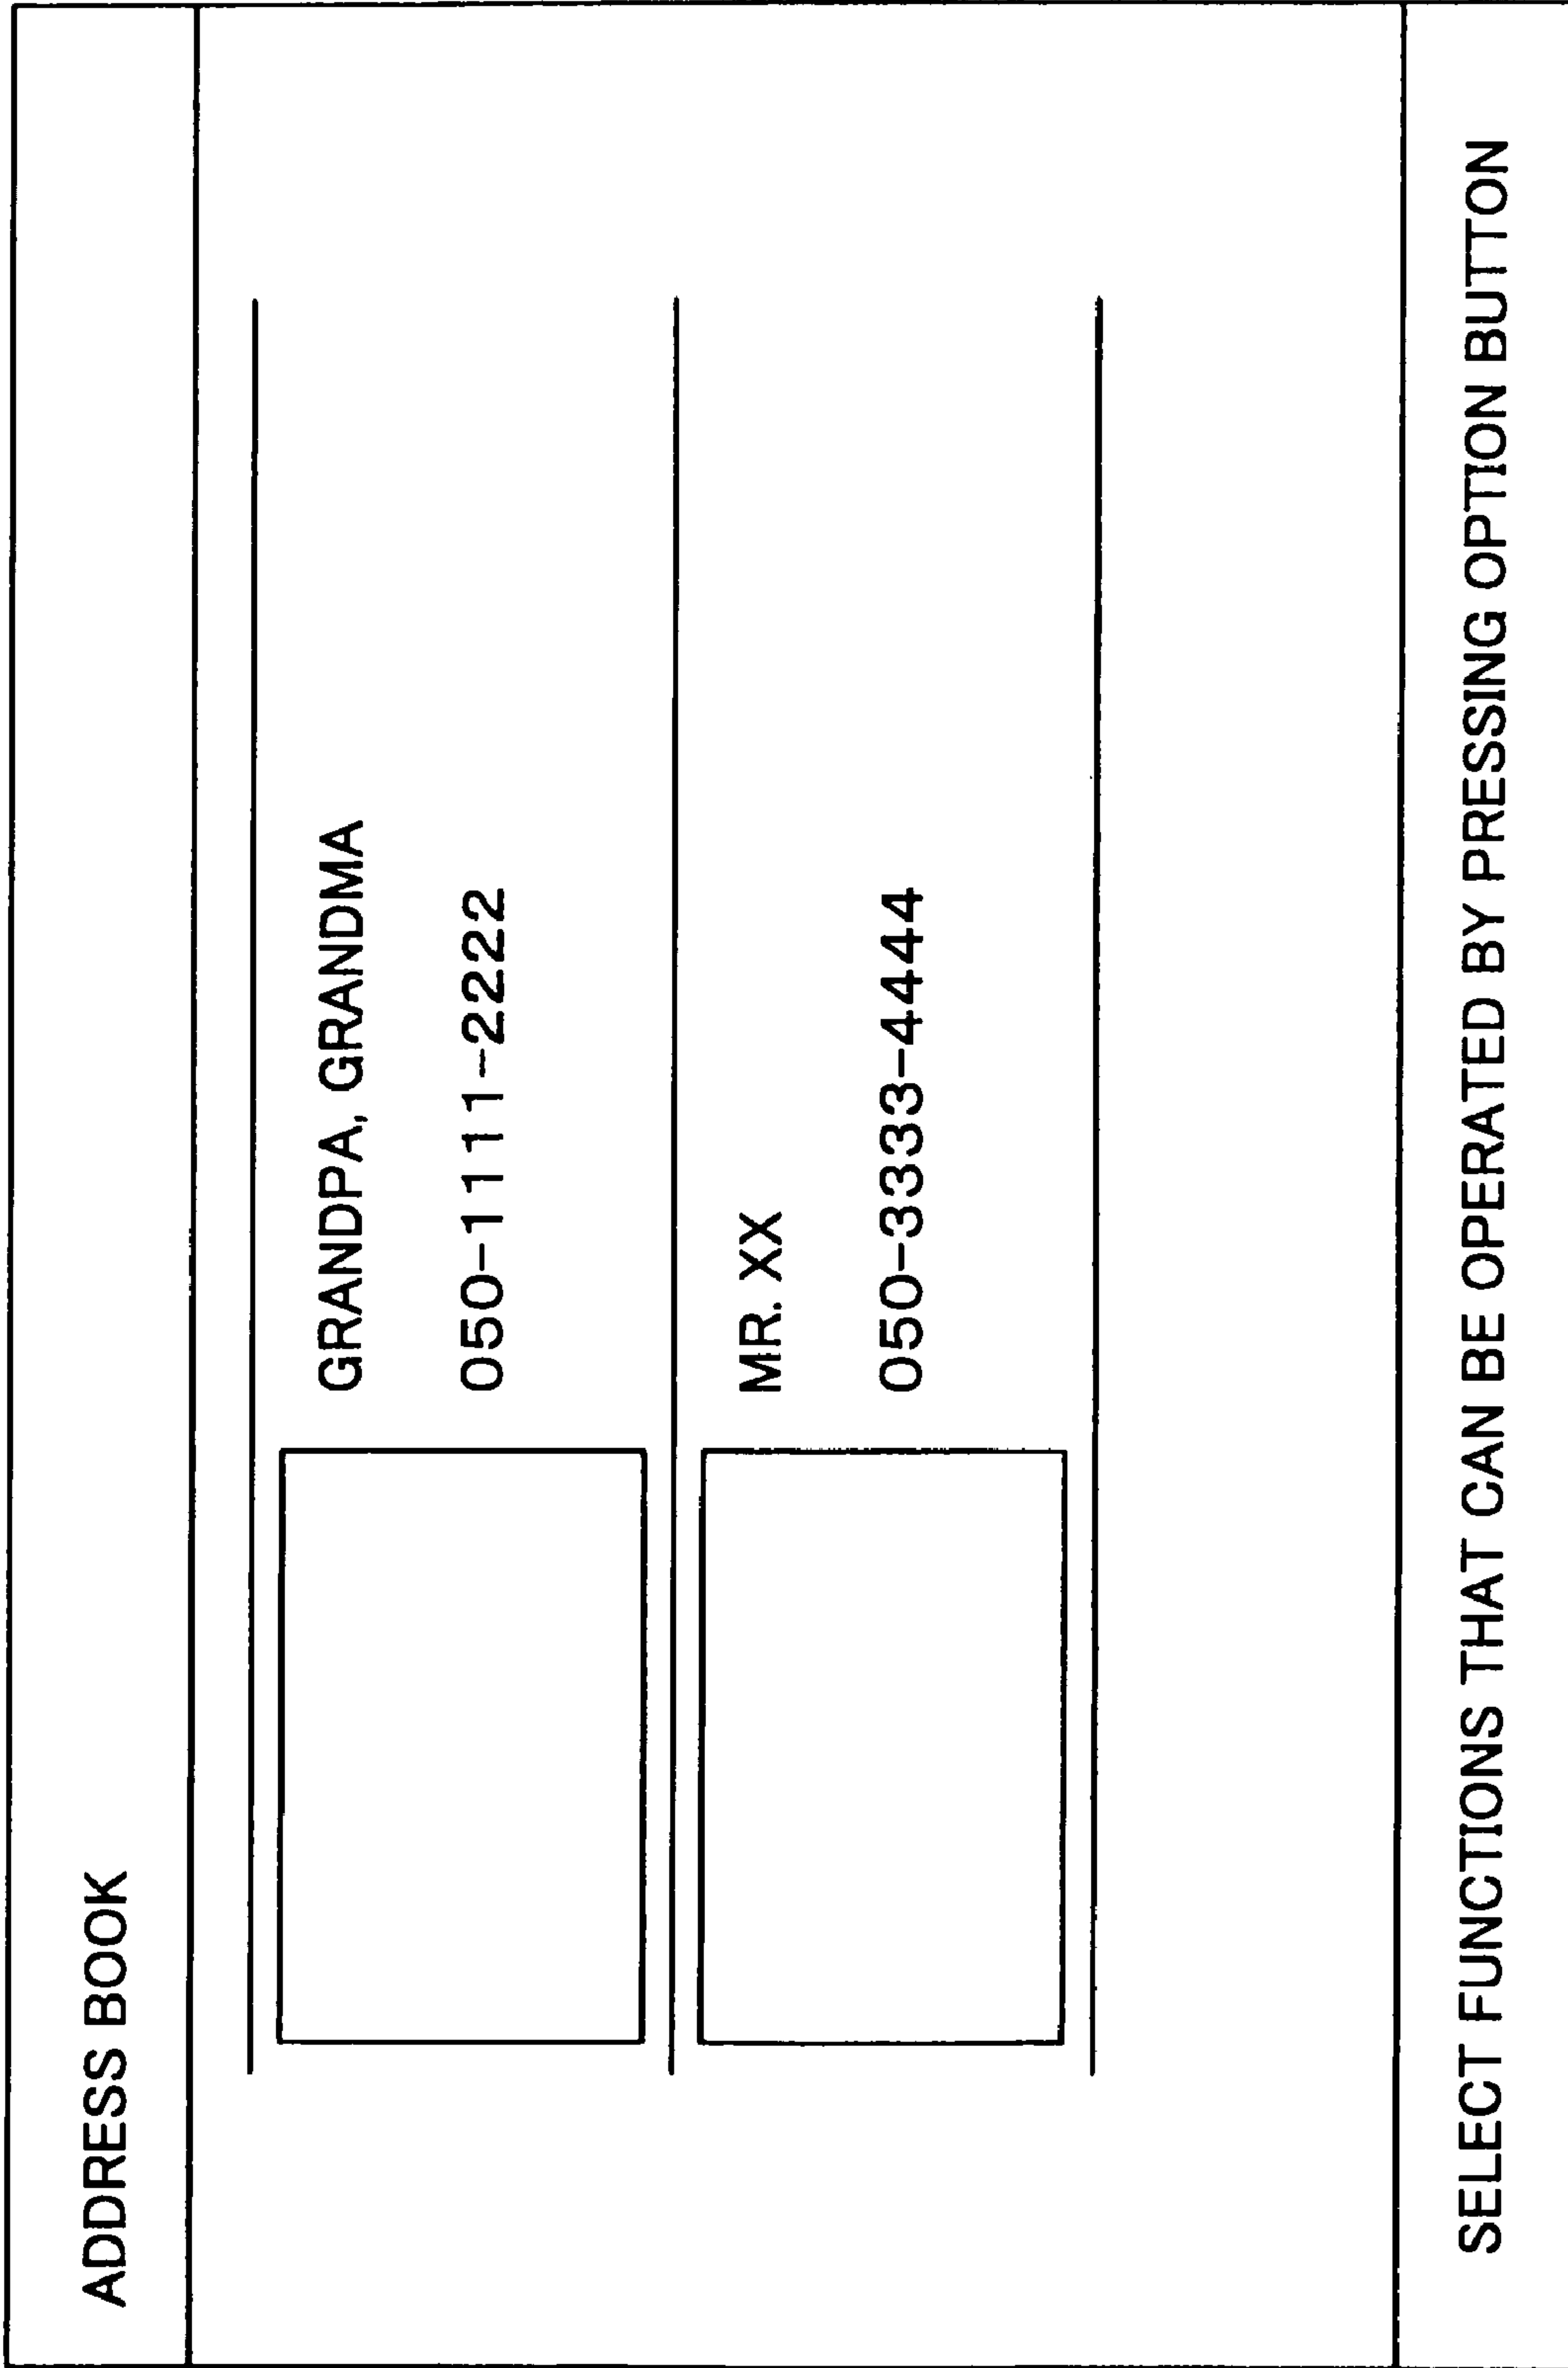 ADDRESS BOOK
GRANDPA, GRANDMA
050-1111-2222
MR. XX
050-3333-4444
SELECT FUNCTIONS THAT CAN BE OPERATED BY PRESSING OPTION BUTTON